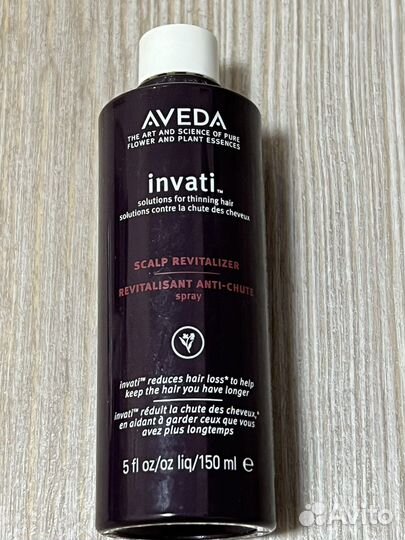 AVEDA
THE ART AND SCIENCE OF PURE
FLOWER AND PLANT ESSENCES
invati™
solutions for thinning hair
solutions contre la chute des cheveux
SCALP REVITALIZER
REVITALISANT ANTI-CHUTE
spray
invati™ reduces hair loss* to help
keep the hair you have longer
invati™ réduit la chute des cheveux,*
en aidant à garder ceux que vous
avez plus longtemps
5 fl oz/oz liq/150 ml e
Avito